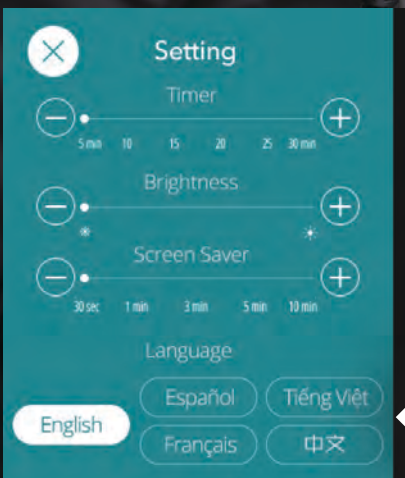 Setting
Timer
5 min 10 15 20 25 30 min
Brightness
Screen Saver
30 sec 1 min 3 min 5 min 10 min
Language
English
Español Tiếng Việt
Français 中文